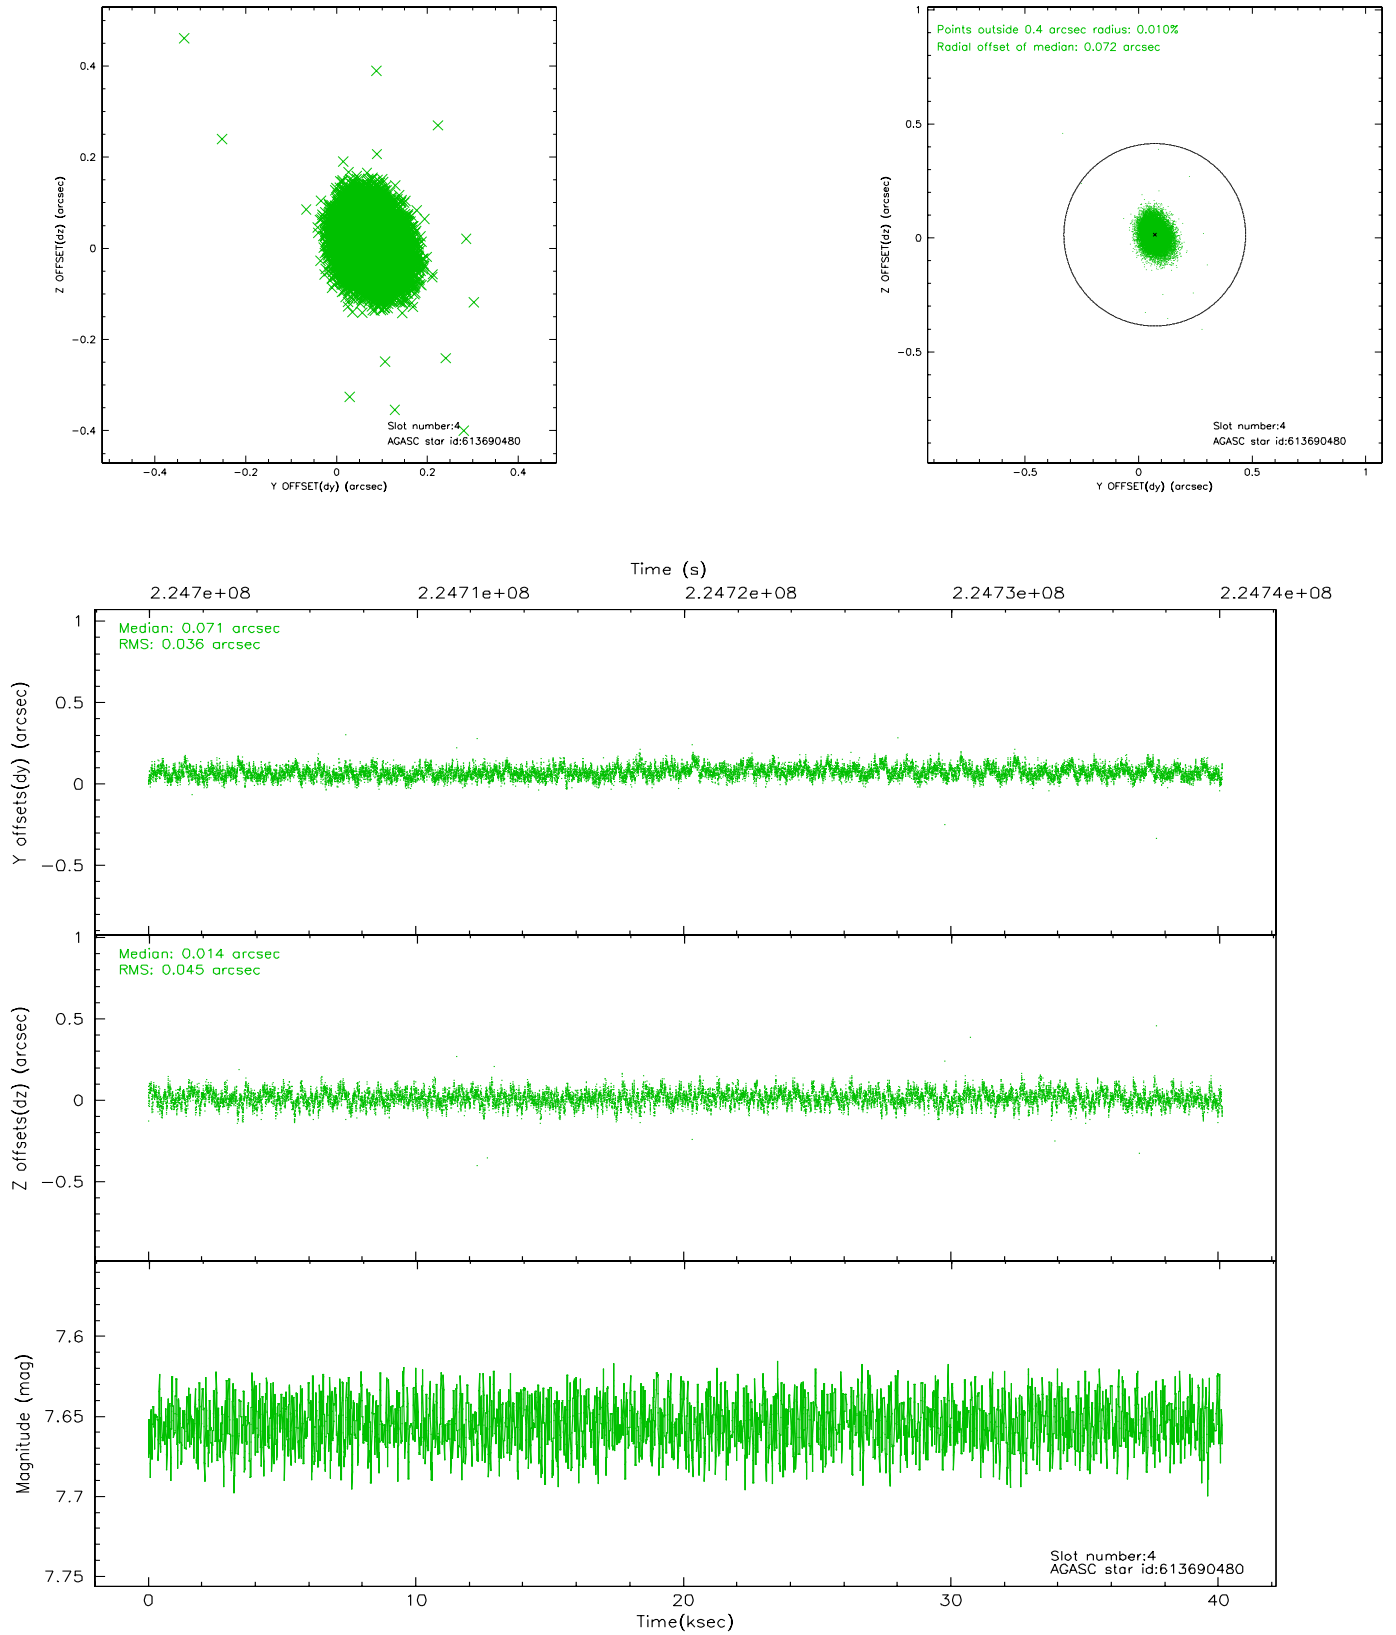 0.4
0.2
0
-0.2
-0.4
Z OFFSET(dz) (arcsec)
Slot number:4
AGASC star id:613690480
-0.4 -0.2 0 0.2 0.4
Y OFFSET(dy) (arcsec)
Points outside 0.4 arcsec radius: 0.010%
Radial offset of median: 0.072 arcsec
1
0.5
0
-0.5
Z OFFSET(dz) (arcsec)
Slot number:4
AGASC star id:613690480
-0.5 0 0.5 1
Y OFFSET(dy) (arcsec)
Time (s)
2.247e+08 2.2471e+08 2.2472e+08 2.2473e+08 2.2474e+08
Median: 0.071 arcsec
RMS: 0.036 arcsec
1
0.5
0
-0.5
Y offsets(dy) (arcsec)
Median: 0.014 arcsec
RMS: 0.045 arcsec
1
0.5
0
-0.5
Z offsets(dz) (arcsec)
7.6
7.65
7.7
7.75
Magnitude (mag)
Slot number:4
AGASC star id:613690480
0 10 20 30 40
Time(ksec)